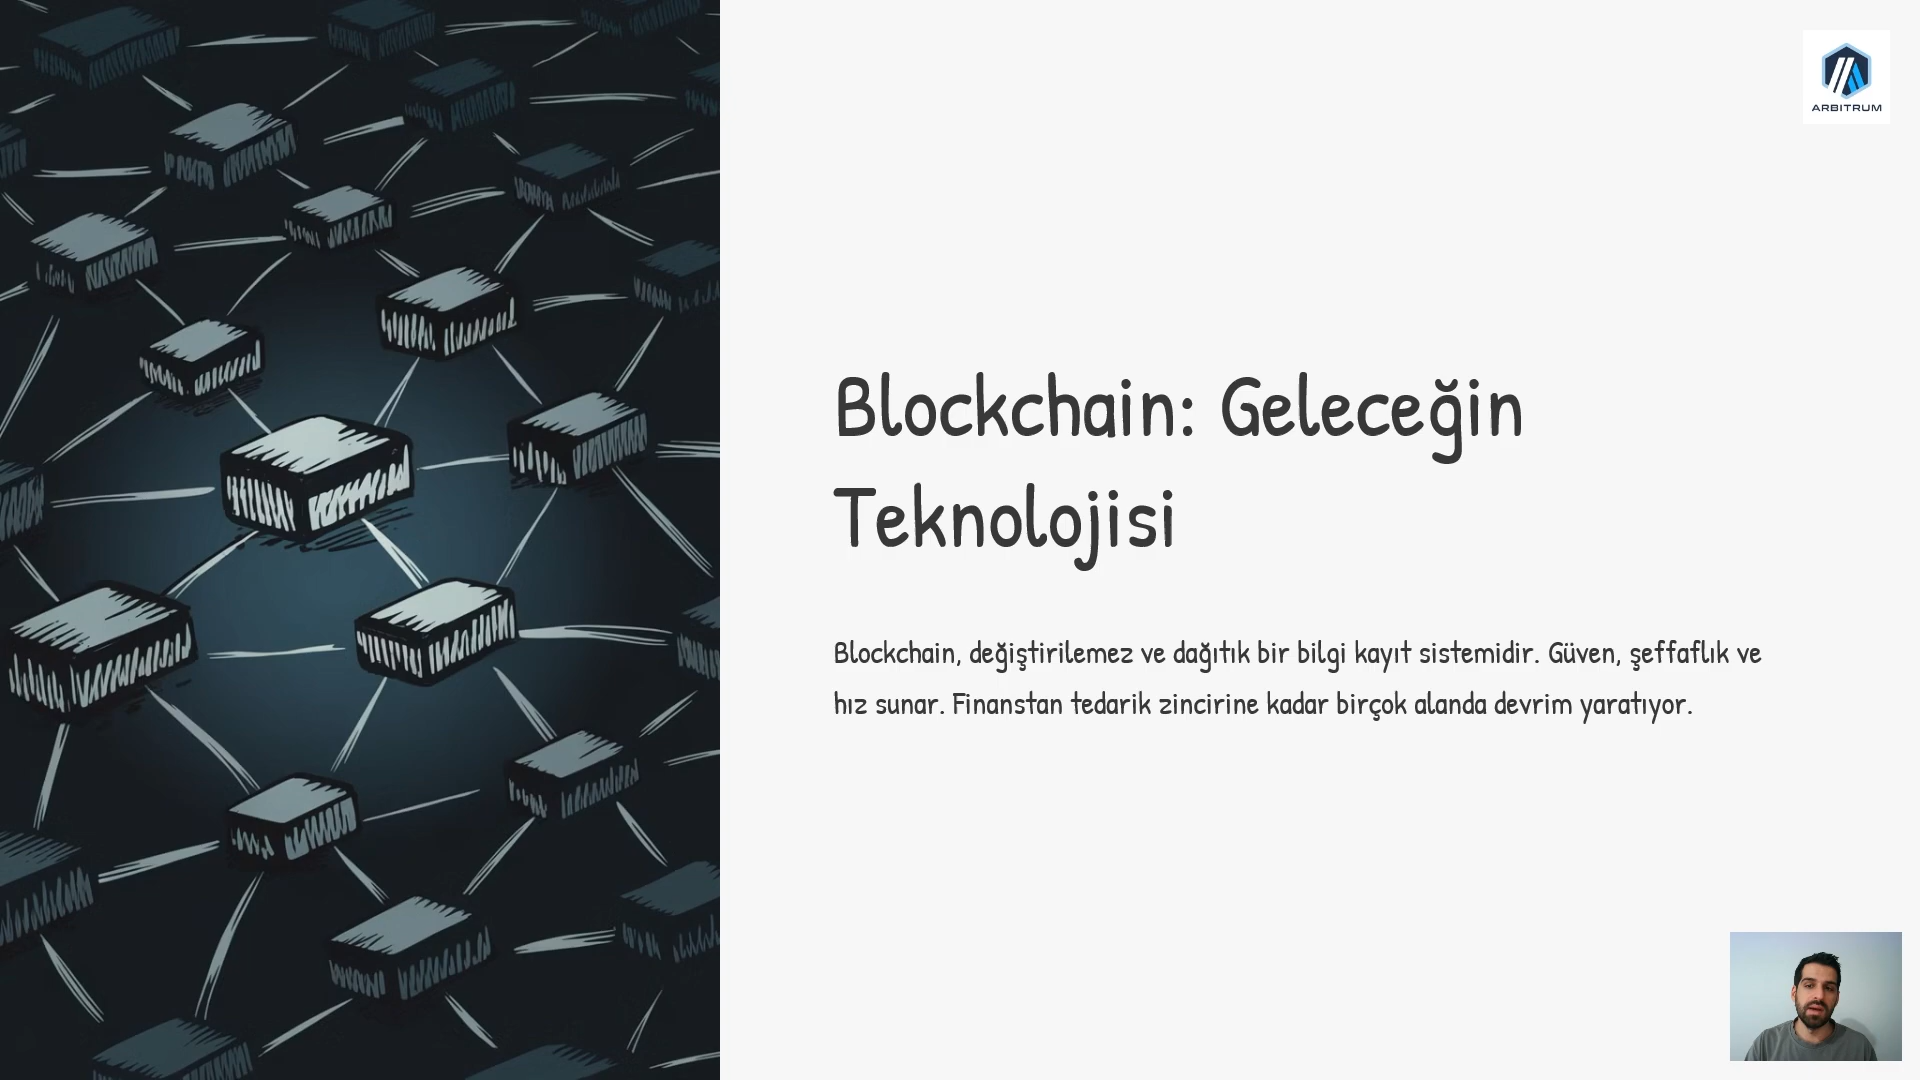 ARBITRUM
Blockchain: Geleceğin
Teknolojisi
Blockchain, değiştirilemez ve dağıtık bir bilgi kayıt sistemidir. Güven, şeffaflık ve
hız sunar. Finanstan tedarik zincirine kadar birçok alanda devrim yaratıyor.